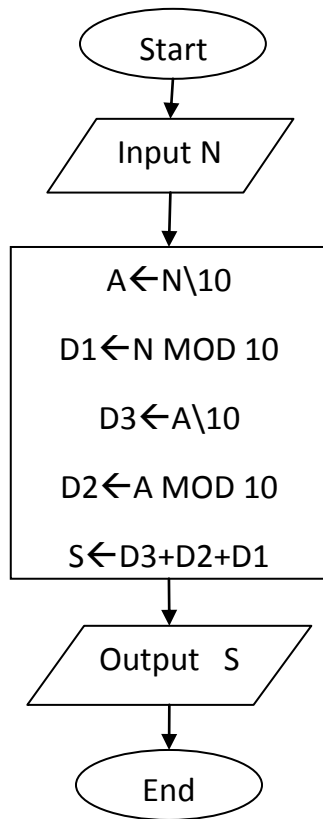 Start
Input N
A←N\10
D1←N MOD 10
D3←A\10
D2←A MOD 10
S←D3+D2+D1
Output S
End